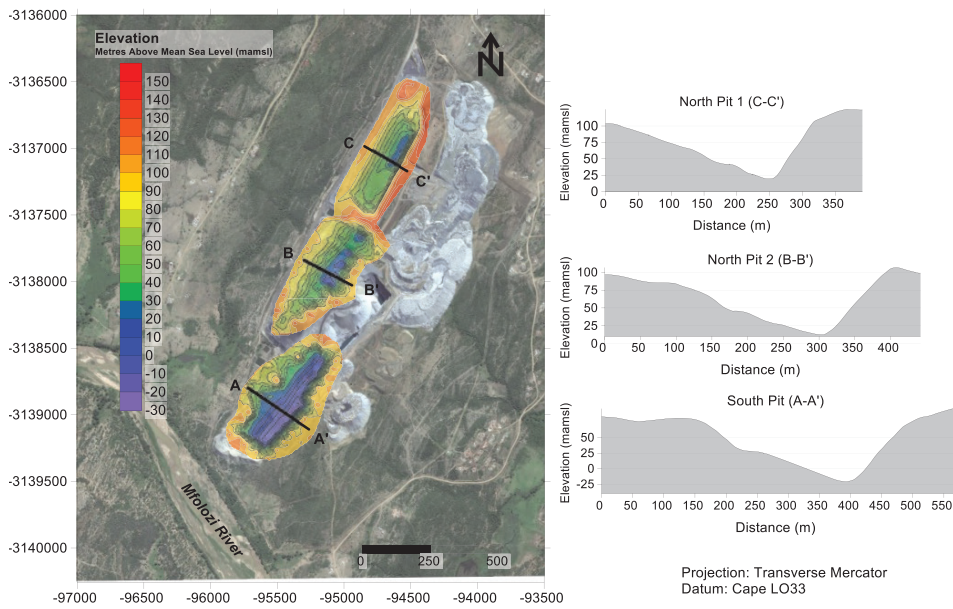 -3136000
-3136500
-3137000
-3137500
-3138000
-3138500
-3139000
-3139500
-3140000
-97000 -96500 -96000 -95500 -95000 -94500 -94000 -93500
Elevation
Metres Above Mean Sea Level (mamsl)
150
140
130
120
110
100
90
80
70
60
50
40
30
20
10
0
-10
-20
-30
N
C
C'
B
B'
A
A'
Mfolozi River
0 250 500
North Pit 1 (C-C')
Elevation (mamsl)
100
75
50
25
0
0 50 100 150 200 250 300 350
Distance (m)
North Pit 2 (B-B')
Elevation (mamsl)
100
75
50
25
0
0 50 100 150 200 250 300 350 400
Distance (m)
South Pit (A-A')
Elevation (mamsl)
50
25
0
-25
0 50 100 150 200 250 300 350 400 450 500 550
Distance (m)
Projection: Transverse Mercator
Datum: Cape LO33